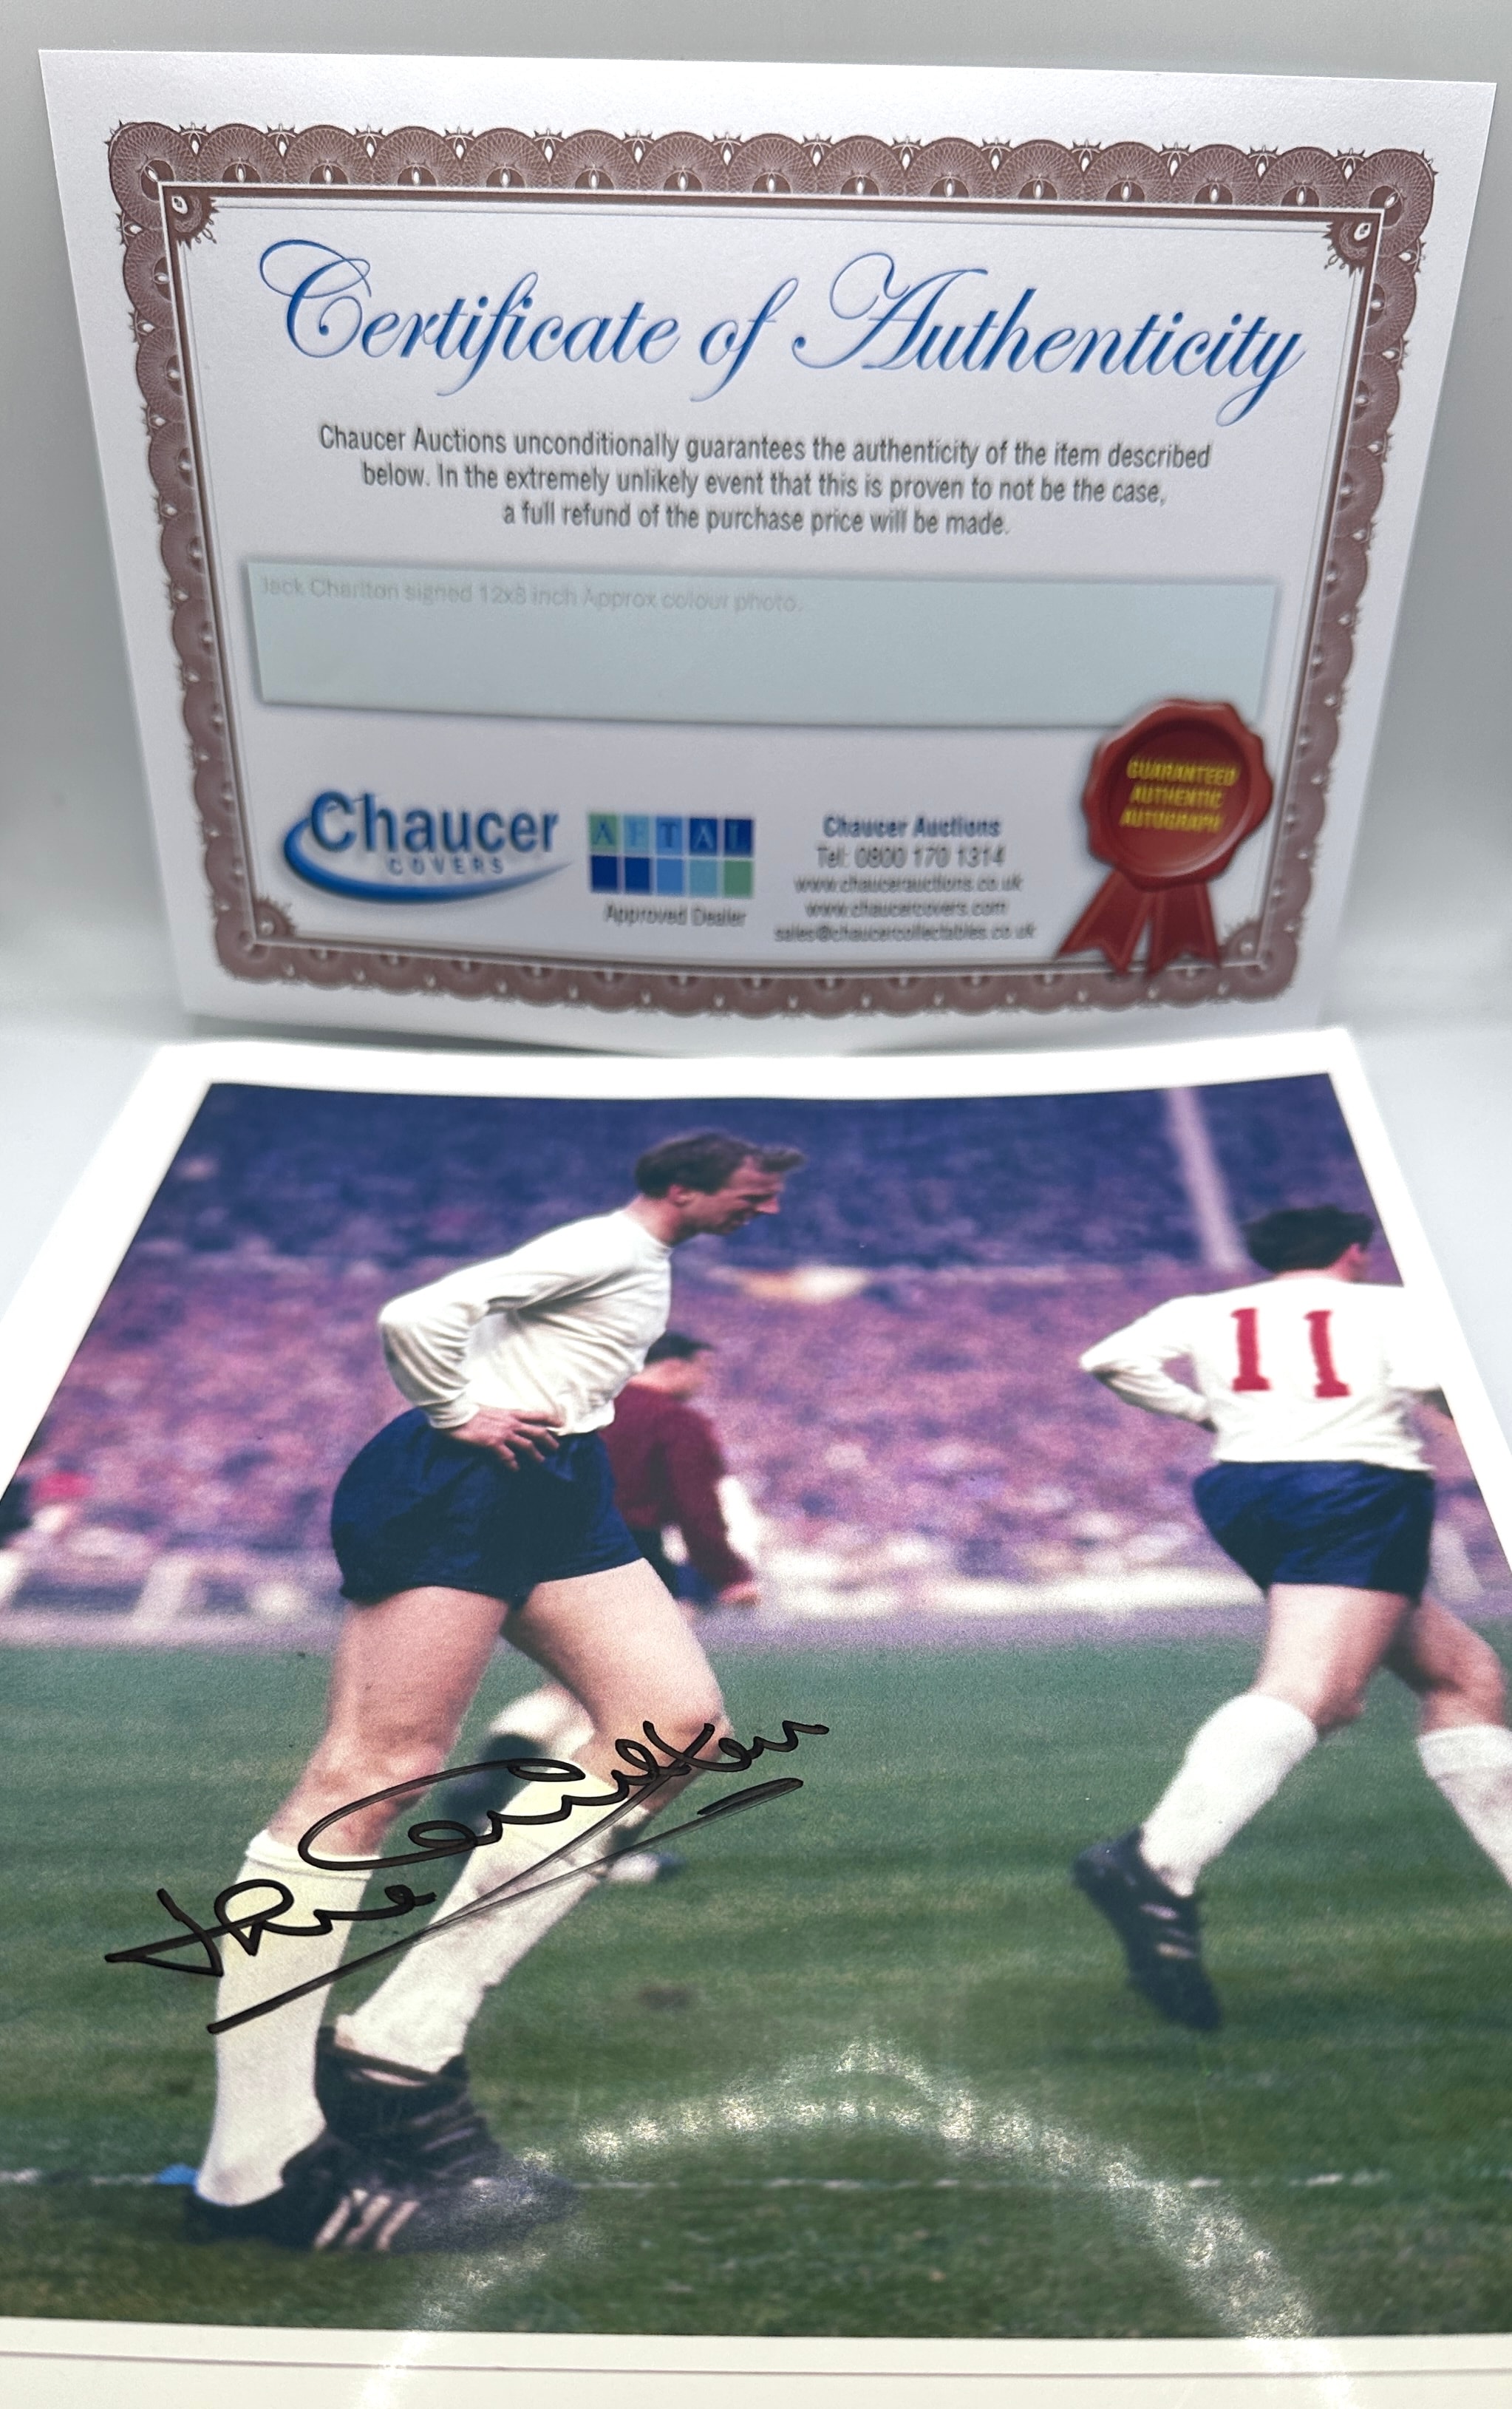 Certificate of Authenticity
Chaucer Auctions unconditionally guarantees the authenticity of the item described
below. In the extremely unlikely event that this is proven to not be the case,
a full refund of the purchase price will be made.
Jack Charlton signed 12x8 inch Approx colour photo.
Chaucer
COVERS
AFTAL
Approved Dealer
Chaucer Auctions
Tel: 0800 170 1314
www.chaucerauctions.co.uk
www.chaucercovers.com
sales@chaucercollectables.co.uk
GUARANTEED
AUTHENTIC
AUTOGRAPH
11
Jack Charlton